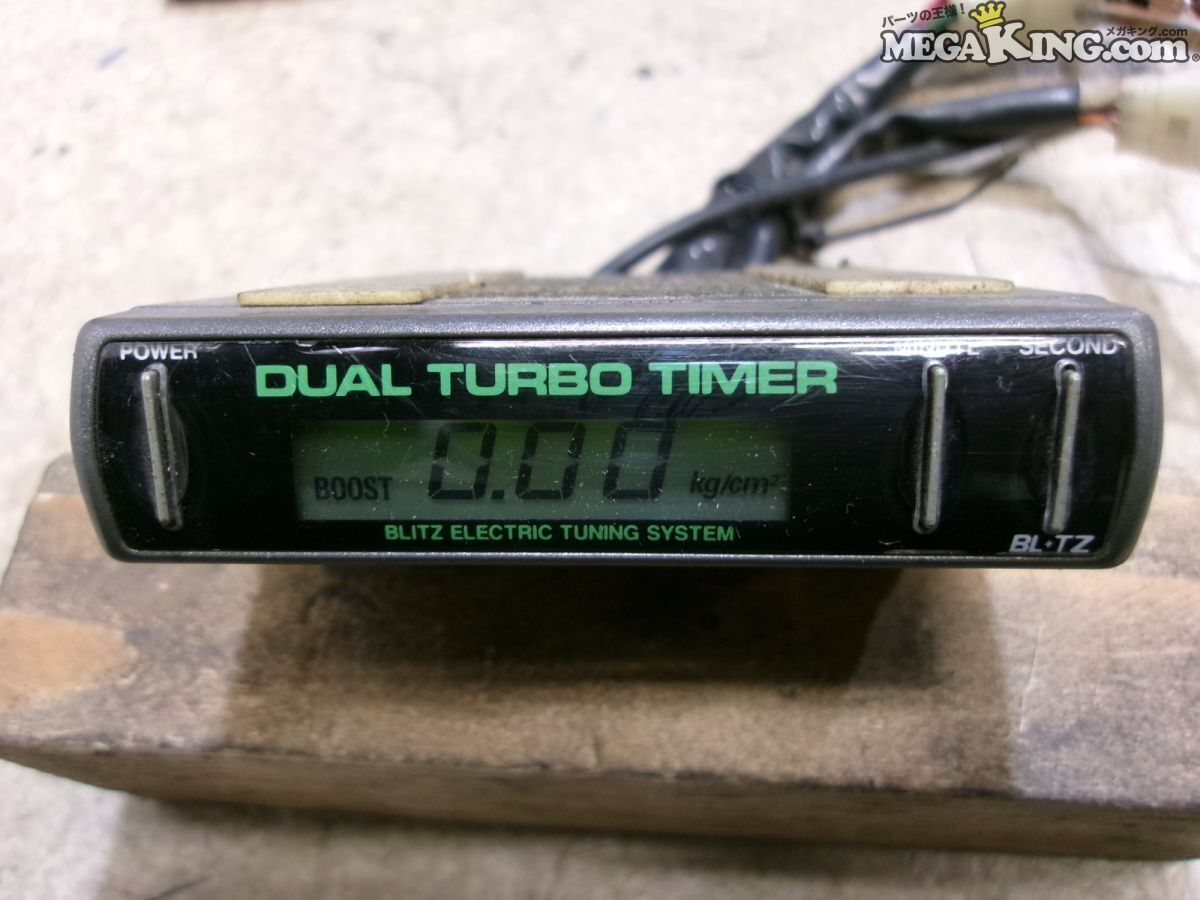 パーツの王様!
メガキング.com
MEGAKING.com®
POWER
MINUTE
SECOND
DUAL TURBO TIMER
BOOST 0.00 kg/cm²
BLITZ ELECTRIC TUNING SYSTEM
BLITZ